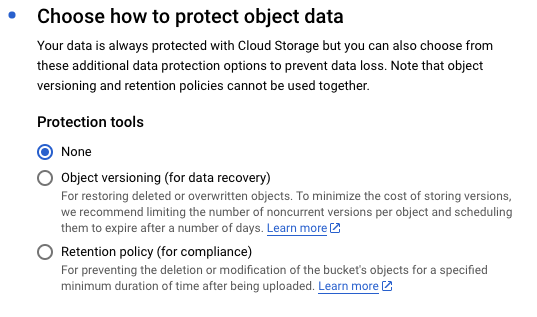 Choose how to protect object data
Your data is always protected with Cloud Storage but you can also choose from
these additional data protection options to prevent data loss. Note that object
versioning and retention policies cannot be used together.
Protection tools
None
Object versioning (for data recovery)
For restoring deleted or overwritten objects. To minimize the cost of storing versions,
we recommend limiting the number of noncurrent versions per object and scheduling
them to expire after a number of days. Learn more
Retention policy (for compliance)
For preventing the deletion or modification of the bucket's objects for a specified
minimum duration of time after being uploaded. Learn more